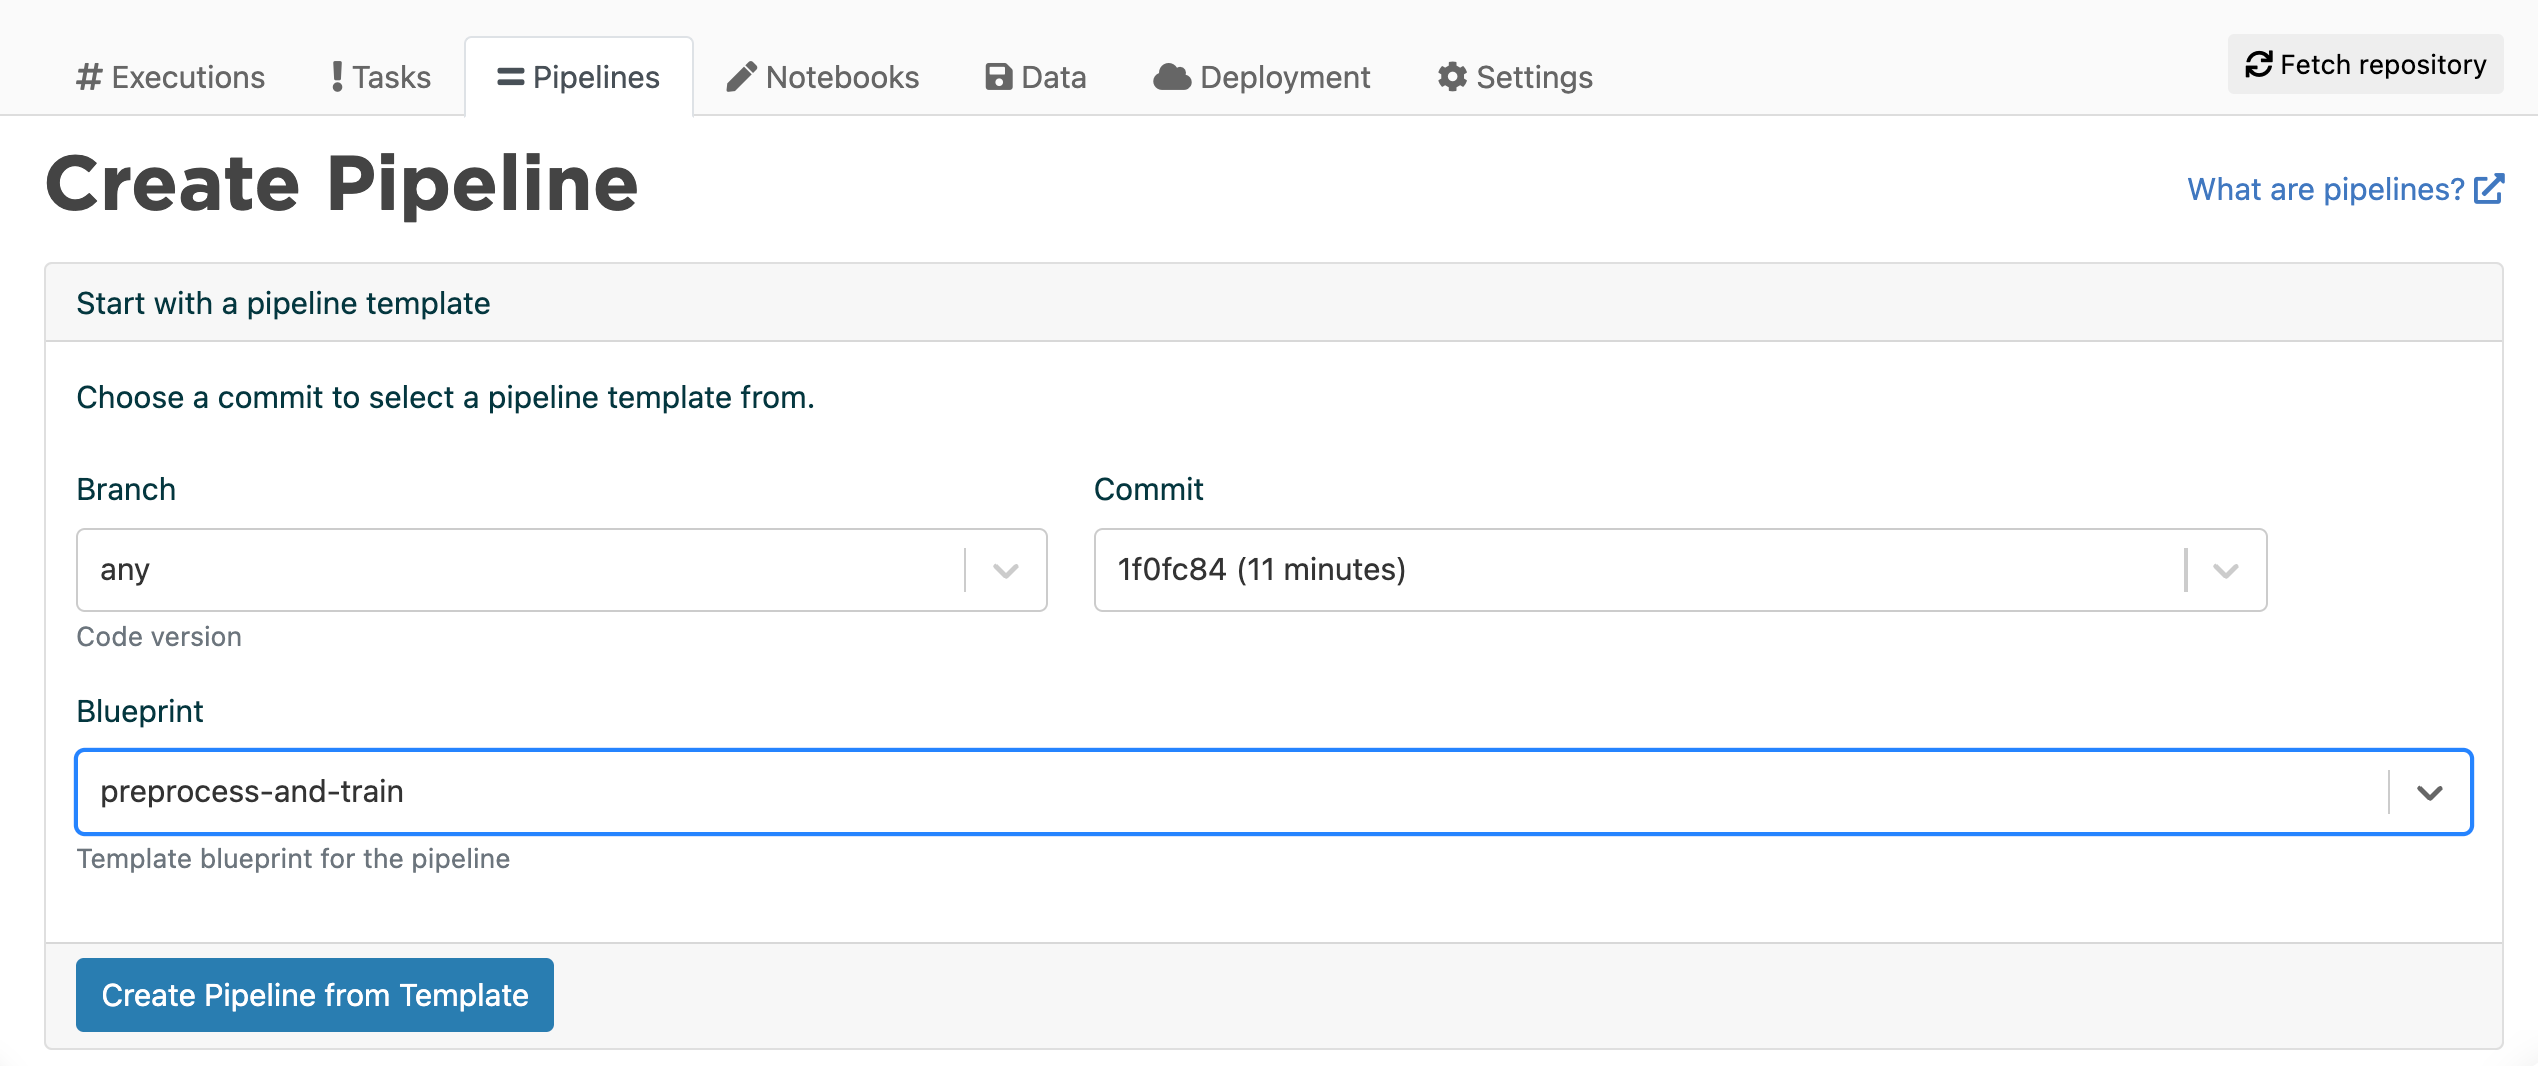 # Executions ! Tasks Pipelines Notebooks Data Deployment Settings Fetch repository
Create Pipeline What are pipelines?
Start with a pipeline template
Choose a commit to select a pipeline template from.
Branch Commit
any 1f0fc84 (11 minutes)
Code version
Blueprint
preprocess-and-train
Template blueprint for the pipeline
Create Pipeline from Template